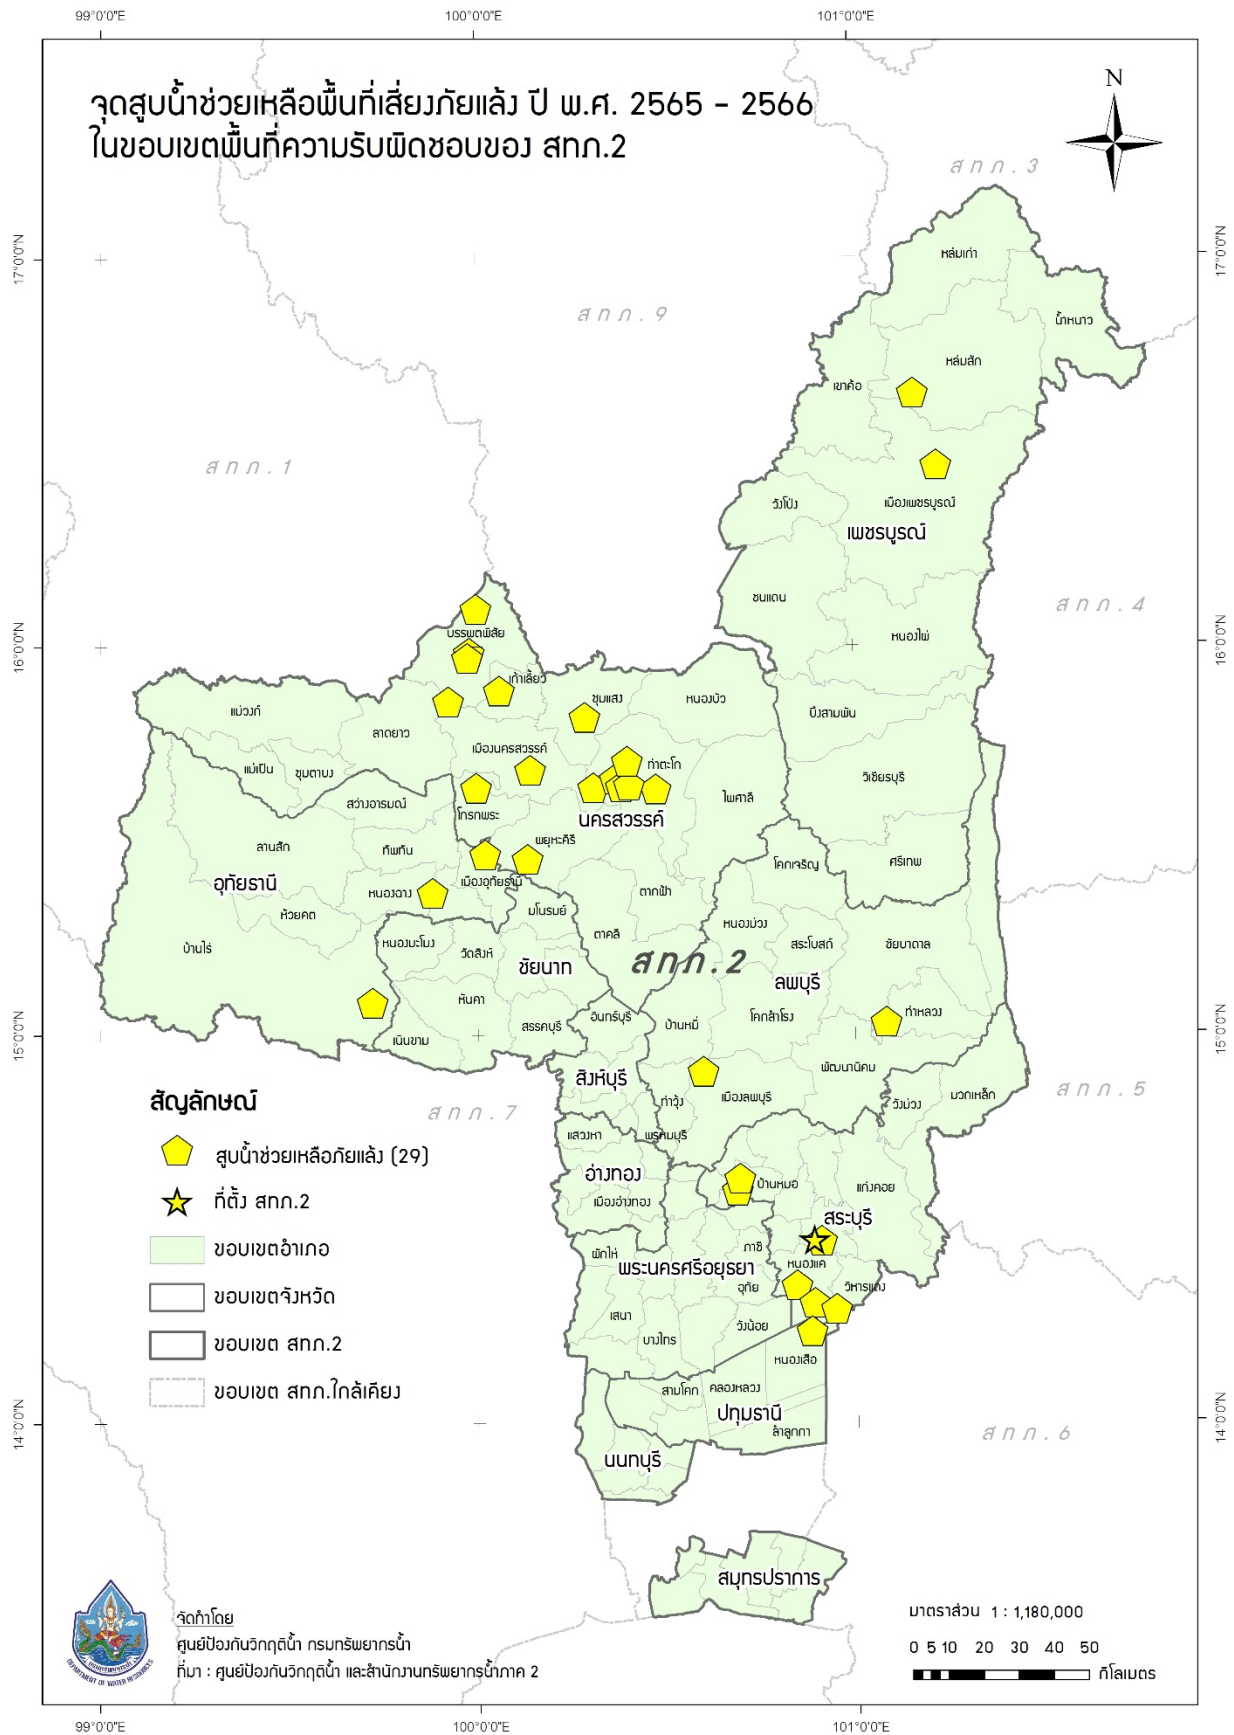 99°0'0"E 100°0'0"E 101°0'0"E
จุดสูบน้ำช่วยเหลือพื้นที่เสี่ยงภัยแล้ง ปี พ.ศ. 2565 - 2566
ในขอบเขตพื้นที่ความรับผิดชอบของ สทภ.2
N
สทภ.3
หล่มเก่า
17°0'0"N 17°0'0"N
สทภ.9
น้ำหนาว
หล่มสัก
เขาค้อ
สทภ.1
วังโป่ง
เมืองเพชรบูรณ์
เพชรบูรณ์
ชนแดน
สทภ.4
บรรพตพิสัย
หนองไผ่
16°0'0"N 16°0'0"N
เก้าเลี้ยว
ชุมแสง
หนองบัว
แม่วงก์
บึงสามพัน
ลาดยาว
เมืองนครสวรรค์
ท่าตะโก
แม่เปิน
ชุมตาบง
วิเชียรบุรี
ไพศาลี
สว่างอารมณ์
โกรกพระ
นครสวรรค์
พยุหะคีรี
ลานสัก
ทัพทัน
โคกเจริญ
ศรีเทพ
อุทัยธานี
เมืองอุทัยธานี
หนองฉาง
ตากฟ้า
ห้วยคต
มโนรมย์
หนองม่วง
ตาคลี
บ้านไร่
หนองมะโมง
วัดสิงห์
สระโบสถ์
ชัยบาดาล
ชัยนาท
สทภ.2
ลพบุรี
หันคา
สรรคบุรี
อินทร์บุรี
บ้านหมี่
โคกสำโรง
ท่าหลวง
15°0'0"N 15°0'0"N
เนินขาม
พัฒนานิคม
สิงห์บุรี
สทภ.5
ท่าวุ้ง
เมืองลพบุรี
วังม่วง
มวกเหล็ก
สัญลักษณ์
สทภ.7
แสวงหา
พรหมบุรี
สูบน้ำช่วยเหลือภัยแล้ง (29)
อ่างทอง
บ้านหมอ
แก่งคอย
ที่ตั้ง สทภ.2
เมืองอ่างทอง
สระบุรี
ขอบเขตอำเภอ
ผักไห่
ภาชี
หนองแค
พระนครศรีอยุธยา
อุทัย
วิหารแดง
ขอบเขตจังหวัด
เสนา
วังน้อย
ขอบเขต สทภ.2
บางไทร
หนองเสือ
ขอบเขต สทภ.ใกล้เคียง
สามโคก
คลองหลวง
ปทุมธานี
14°0'0"N 14°0'0"N
ลำลูกกา
สทภ.6
นนทบุรี
สมุทรปราการ
DEPARTMENT OF WATER RESOURCES
จัดทำโดย
ศูนย์ป้องกันวิกฤติน้ำ กรมทรัพยากรน้ำ
ที่มา : ศูนย์ป้องกันวิกฤติน้ำ และสำนักงานทรัพยากรน้ำภาค 2
มาตราส่วน 1 : 1,180,000
0 5 10 20 30 40 50
กิโลเมตร
99°0'0"E 100°0'0"E 101°0'0"E